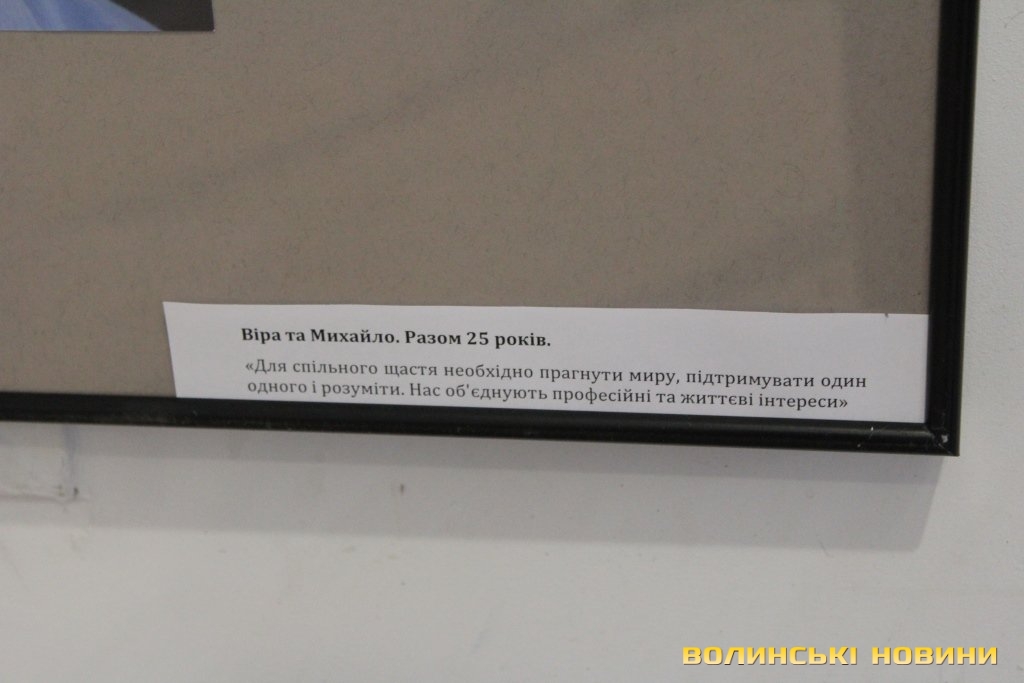 Віра та Михайло. Разом 25 років.
«Для спільного щастя необхідно прагнути миру, підтримувати один
одного і розуміти. Нас об'єднують професійні та життєві інтереси»
ВОЛИНСЬКІ НОВИНИ